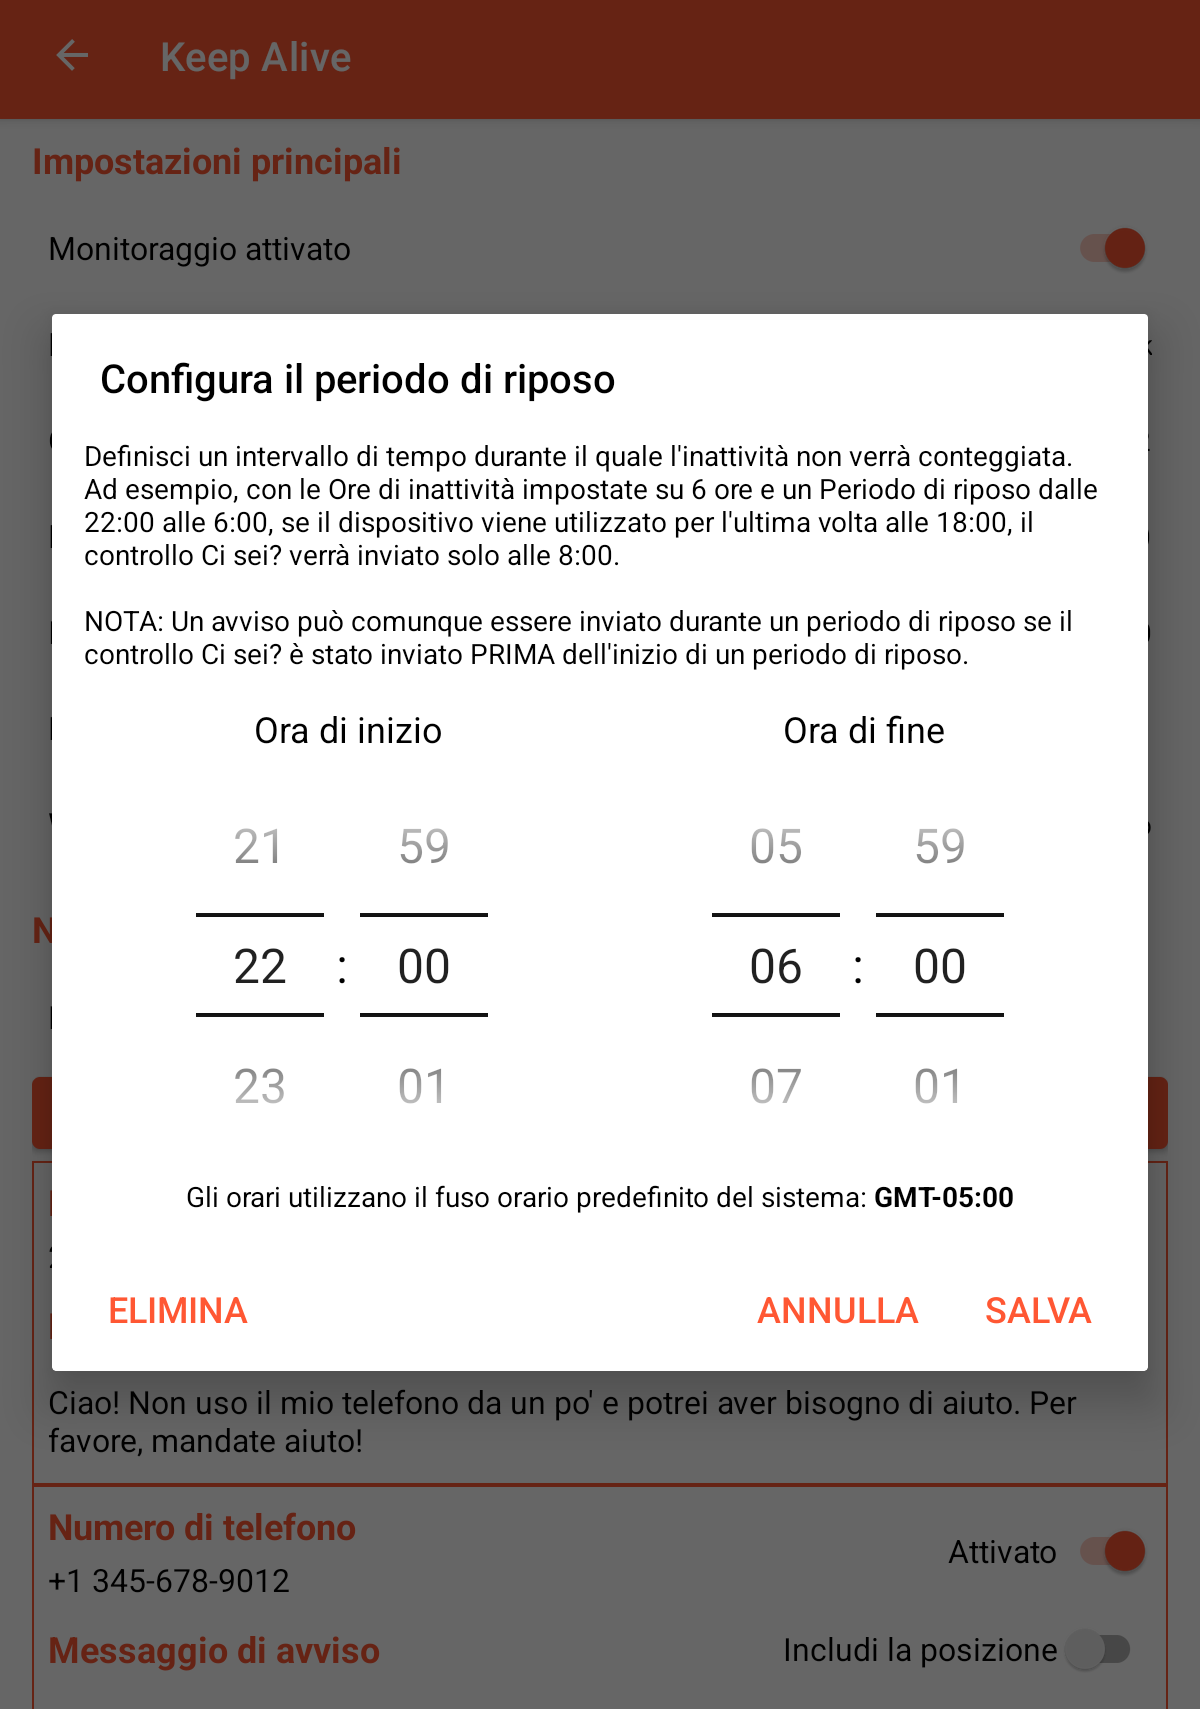 Keep Alive
Impostazioni principali
Monitoraggio attivato
Configura il periodo di riposo
Definisci un intervallo di tempo durante il quale l'inattività non verrà conteggiata.
Ad esempio, con le Ore di inattività impostate su 6 ore e un Periodo di riposo dalle
22:00 alle 6:00, se il dispositivo viene utilizzato per l'ultima volta alle 18:00, il
controllo Ci sei? verrà inviato solo alle 8:00.
NOTA: Un avviso può comunque essere inviato durante un periodo di riposo se il
controllo Ci sei? è stato inviato PRIMA dell'inizio di un periodo di riposo.
Ora di inizio Ora di fine
21 59 05 59
22 : 00 06 : 00
23 01 07 01
Gli orari utilizzano il fuso orario predefinito del sistema: GMT-05:00
ELIMINA ANNULLA SALVA
Ciao! Non uso il mio telefono da un po' e potrei aver bisogno di aiuto. Per
favore, mandate aiuto!
Numero di telefono
Attivato
+1 345-678-9012
Messaggio di avviso Includi la posizione